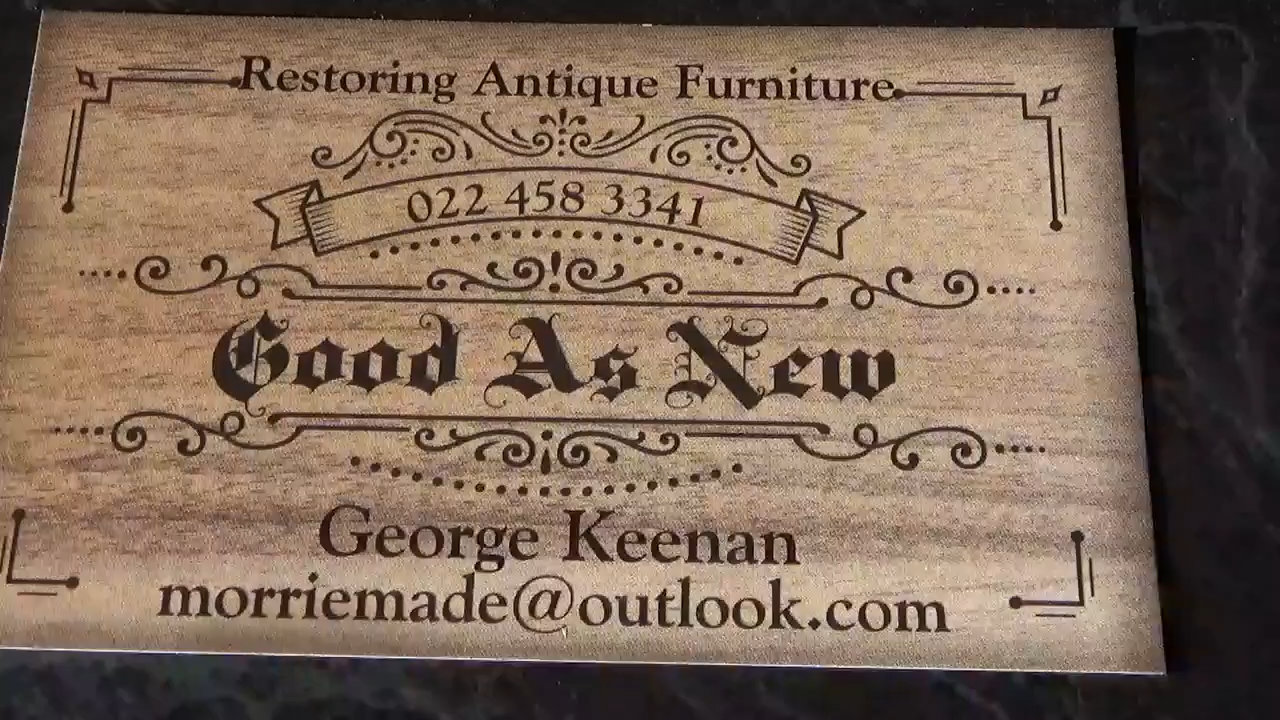 Restoring Antique Furniture
022 458 3341
Good As New
George Keenan
morriemade@outlook.com